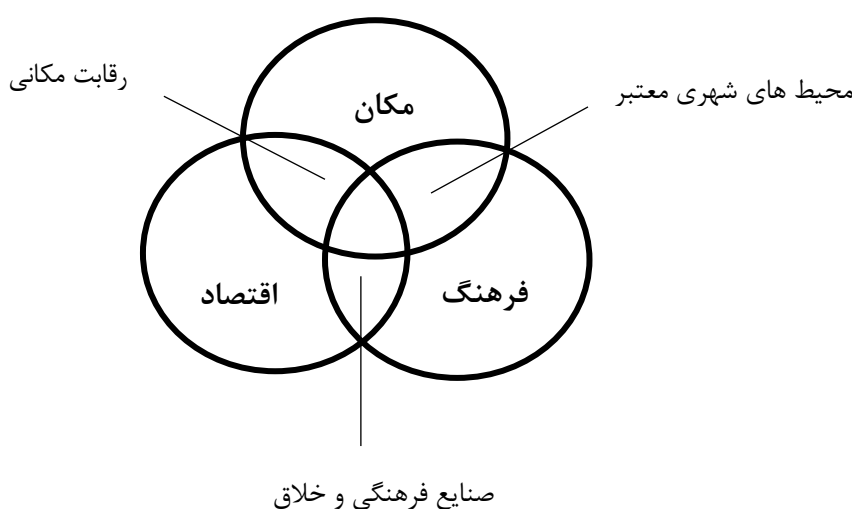 رقابت مکانی
محیط های شهری معتبر
مکان
اقتصاد
فرهنگ
صنایع فرهنگی و خلاق